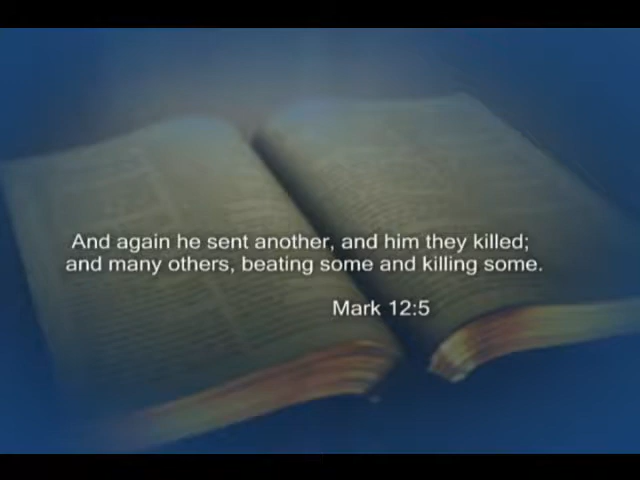 And again he sent another, and him they killed;
and many others, beating some and killing some.
Mark 12:5